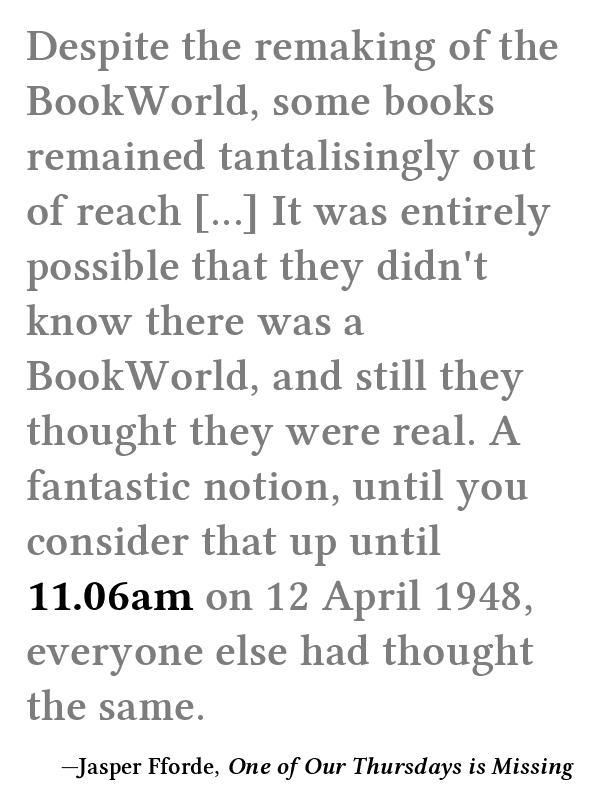 Despite the remaking of the
BookWorld, some books
remained tantalisingly out
of reach [...] It was entirely
possible that they didn't
know there was a
BookWorld, and still they
thought they were real. A
fantastic notion, until you
consider that up until
11.06am on 12 April 1948,
everyone else had thought
the same.
—Jasper Fforde, One of Our Thursdays is Missing